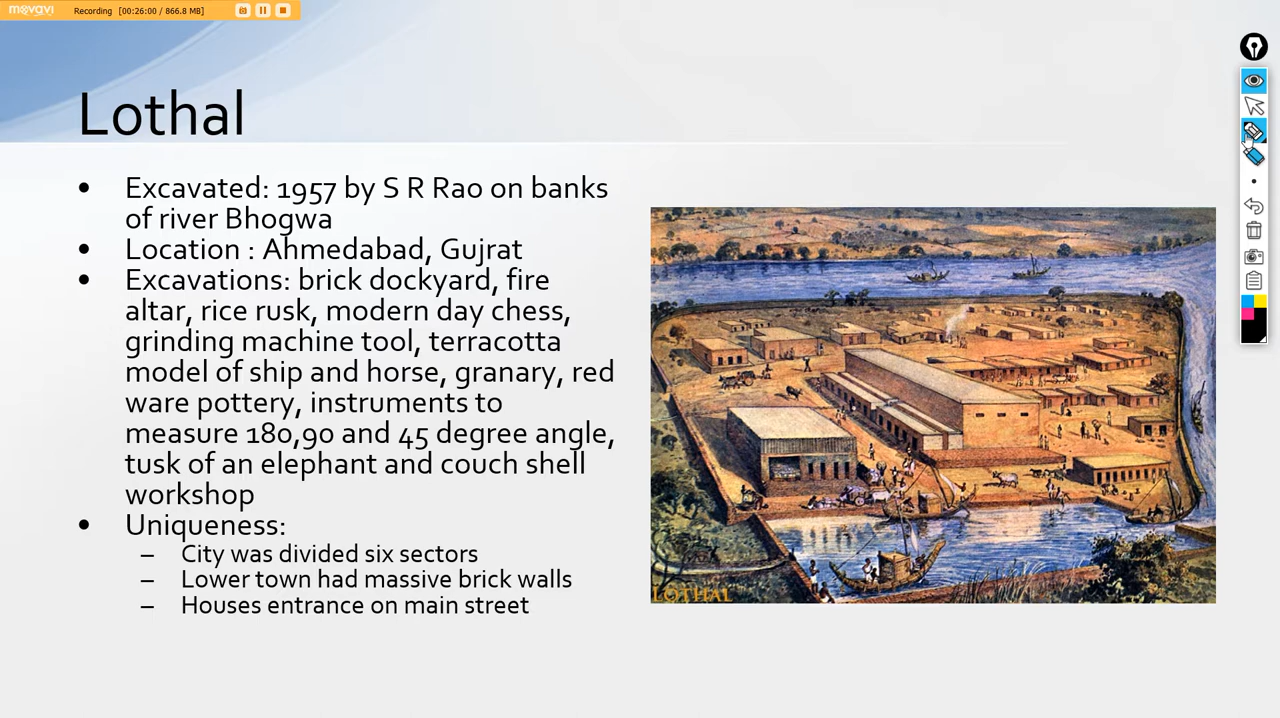 movavi
Recording [00:26:00 / 866.8 MB]
Lothal
• Excavated: 1957 by S R Rao on banks
of river Bhogwa
• Location : Ahmedabad, Gujrat
• Excavations: brick dockyard, fire
altar, rice rusk, modern day chess,
grinding machine tool, terracotta
model of ship and horse, granary, red
ware pottery, instruments to
measure 180,90 and 45 degree angle,
tusk of an elephant and couch shell
workshop
• Uniqueness:
– City was divided six sectors
– Lower town had massive brick walls
– Houses entrance on main street
LOTHAL